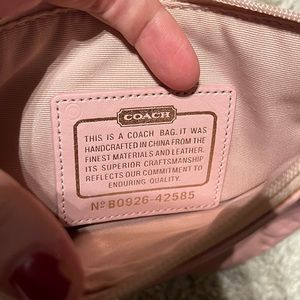 COACH
THIS IS A COACH BAG. IT WAS
HANDCRAFTED IN CHINA FROM THE
FINEST MATERIALS AND LEATHER.
ITS SUPERIOR CRAFTSMANSHIP
REFLECTS OUR COMMITMENT TO
ENDURING QUALITY.
Nº B0926-42585